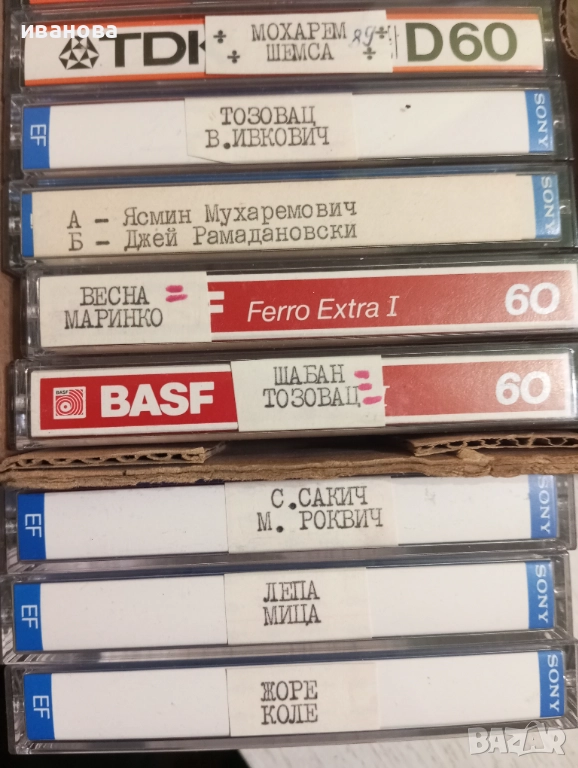 иванова
TDK D60
÷ МОХАРЕМ 89 ÷
÷ ШЕМСА ÷
EF ТОЗОВАЦ SONY
В.ИВКОВИЧ
А – Ясмин Мухаремович SONY
Б – Джей Рамадановски
ВЕСНА =
МАРИНКО
F Ferro Extra I 60
BASF BASF 60
ШАБАН =
ТОЗОВАЦ =
EF С.САКИЧ SONY
М. РОКВИЧ
EF ЛЕПА SONY
МИЦА
EF ЖОРЕ SONY
КОЛЕ
BAZAR